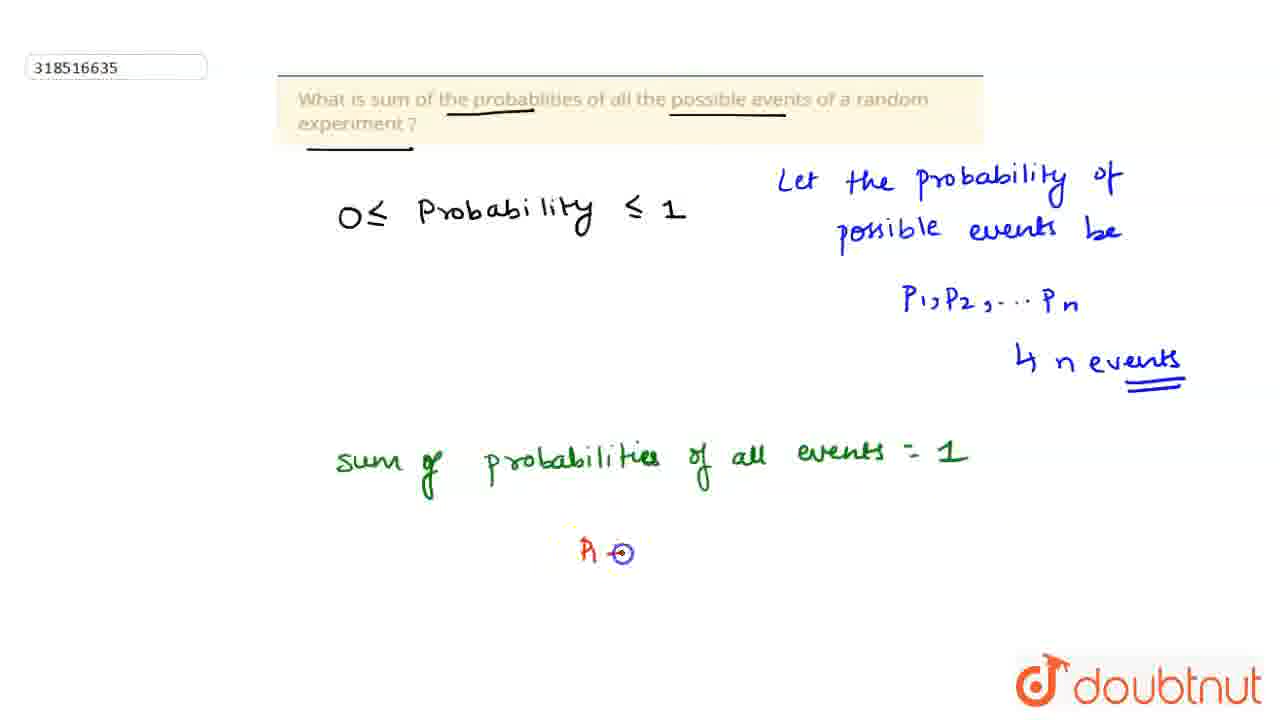 318516635
What is sum of the probablities of all the possible events of a random
experiment ?
0≤ Probability ≤ 1
Let the probability of
possible events be
P1, P2, ... Pn
↳ n events
sum of probabilities of all events = 1
P1 +
doubtnut